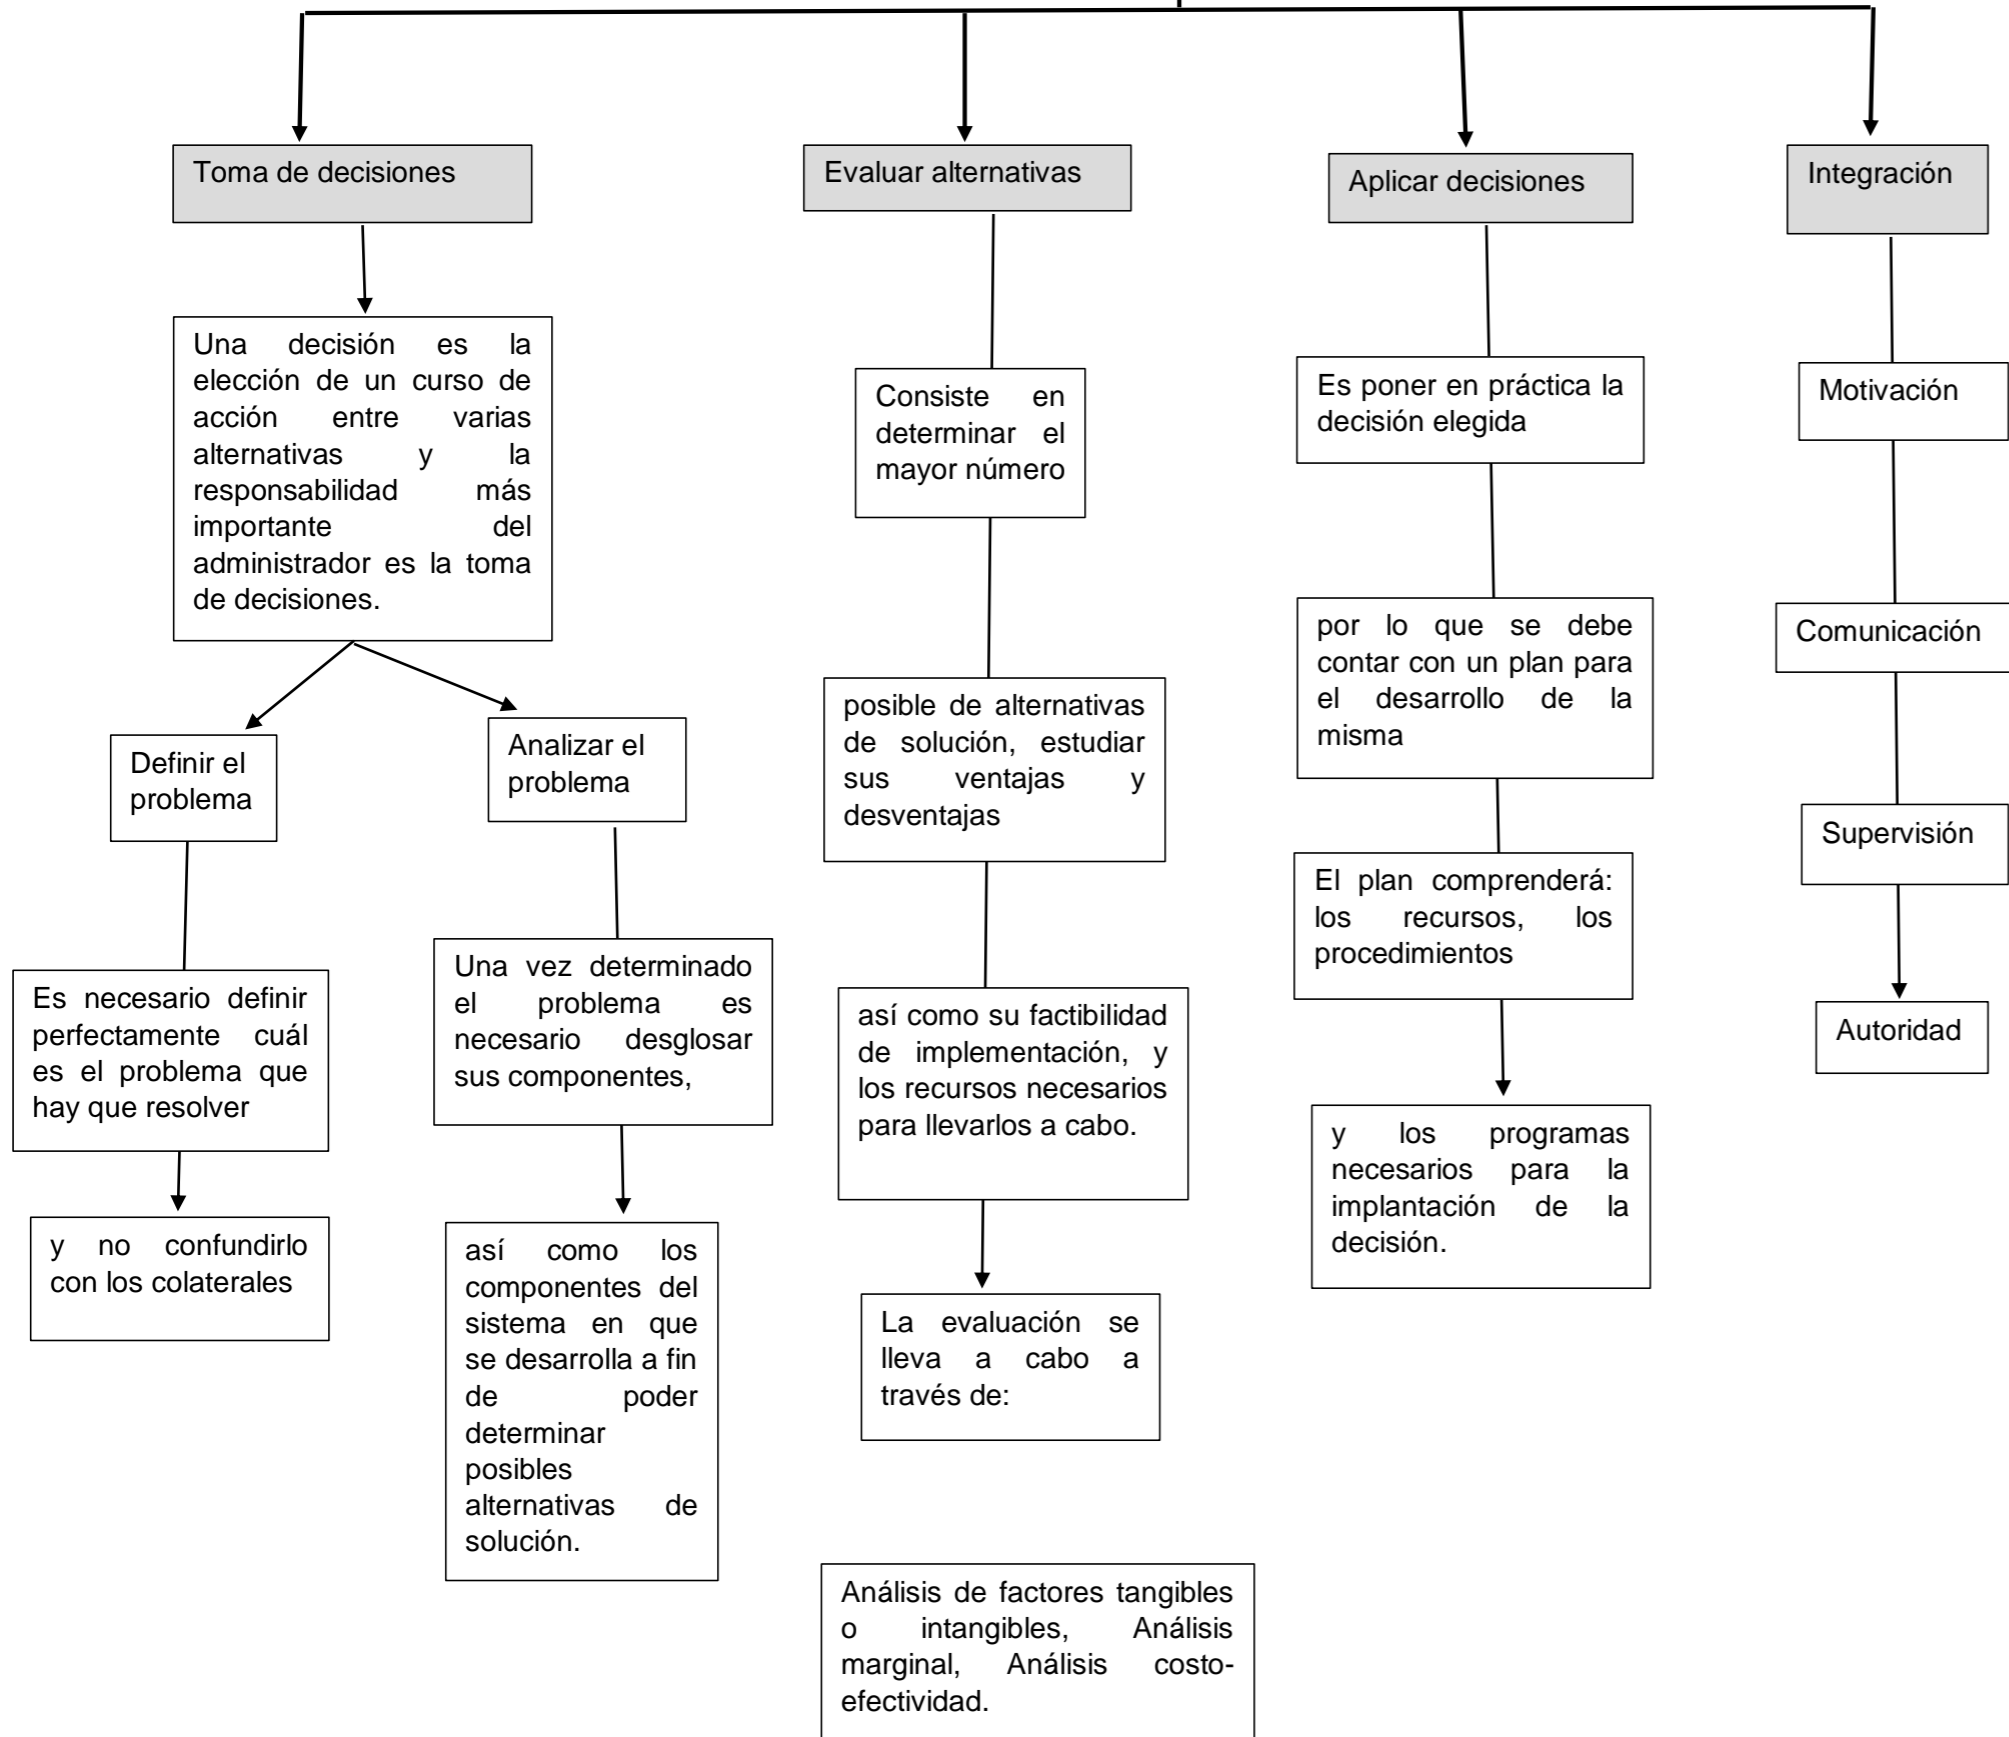 Toma de decisiones
Evaluar alternativas
Aplicar decisiones
Integración
Una decisión es la
elección de un curso de
acción entre varias
alternativas y la
responsabilidad más
importante del
administrador es la toma
de decisiones.
Definir el
problema
Es necesario definir
perfectamente cuál
es el problema que
hay que resolver
y no confundirlo
con los colaterales
Analizar el
problema
Una vez determinado
el problema es
necesario desglosar
sus componentes,
así como los
componentes del
sistema en que
se desarrolla a fin
de poder
determinar
posibles
alternativas de
solución.
Consiste en
determinar el
mayor número
posible de alternativas
de solución, estudiar
sus ventajas y
desventajas
así como su factibilidad
de implementación, y
los recursos necesarios
para llevarlos a cabo.
La evaluación se
lleva a cabo a
través de:
Análisis de factores tangibles
o intangibles, Análisis
marginal, Análisis costo-
efectividad.
Es poner en práctica la
decisión elegida
por lo que se debe
contar con un plan para
el desarrollo de la
misma
El plan comprenderá:
los recursos, los
procedimientos
y los programas
necesarios para la
implantación de la
decisión.
Motivación
Comunicación
Supervisión
Autoridad